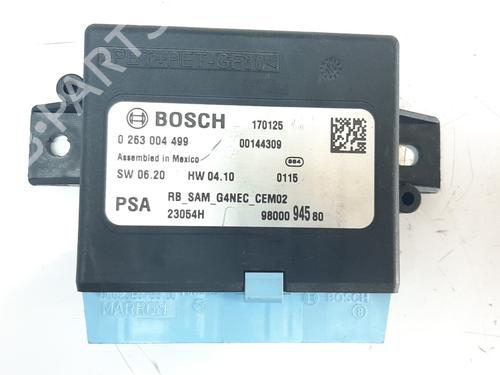 BOSCH 170125
0 263 004 499 00144309
Assembled in Mexico 884
SW 06.20 HW 04.10 0115
PSA RB_SAM_G4NEC_CEM02
23054H 98000 945 80
BOSCH
MARRON